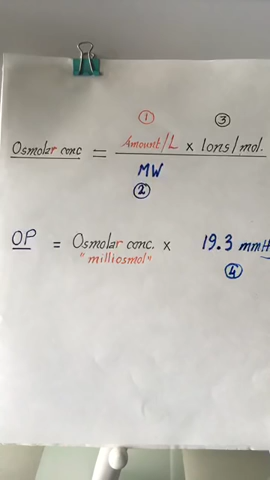 ① ③
Osmolar conc = Amount/L x Ions/mol.
MW
②
OP = Osmolar conc. x 19.3 mmH
"milliosmol"
④